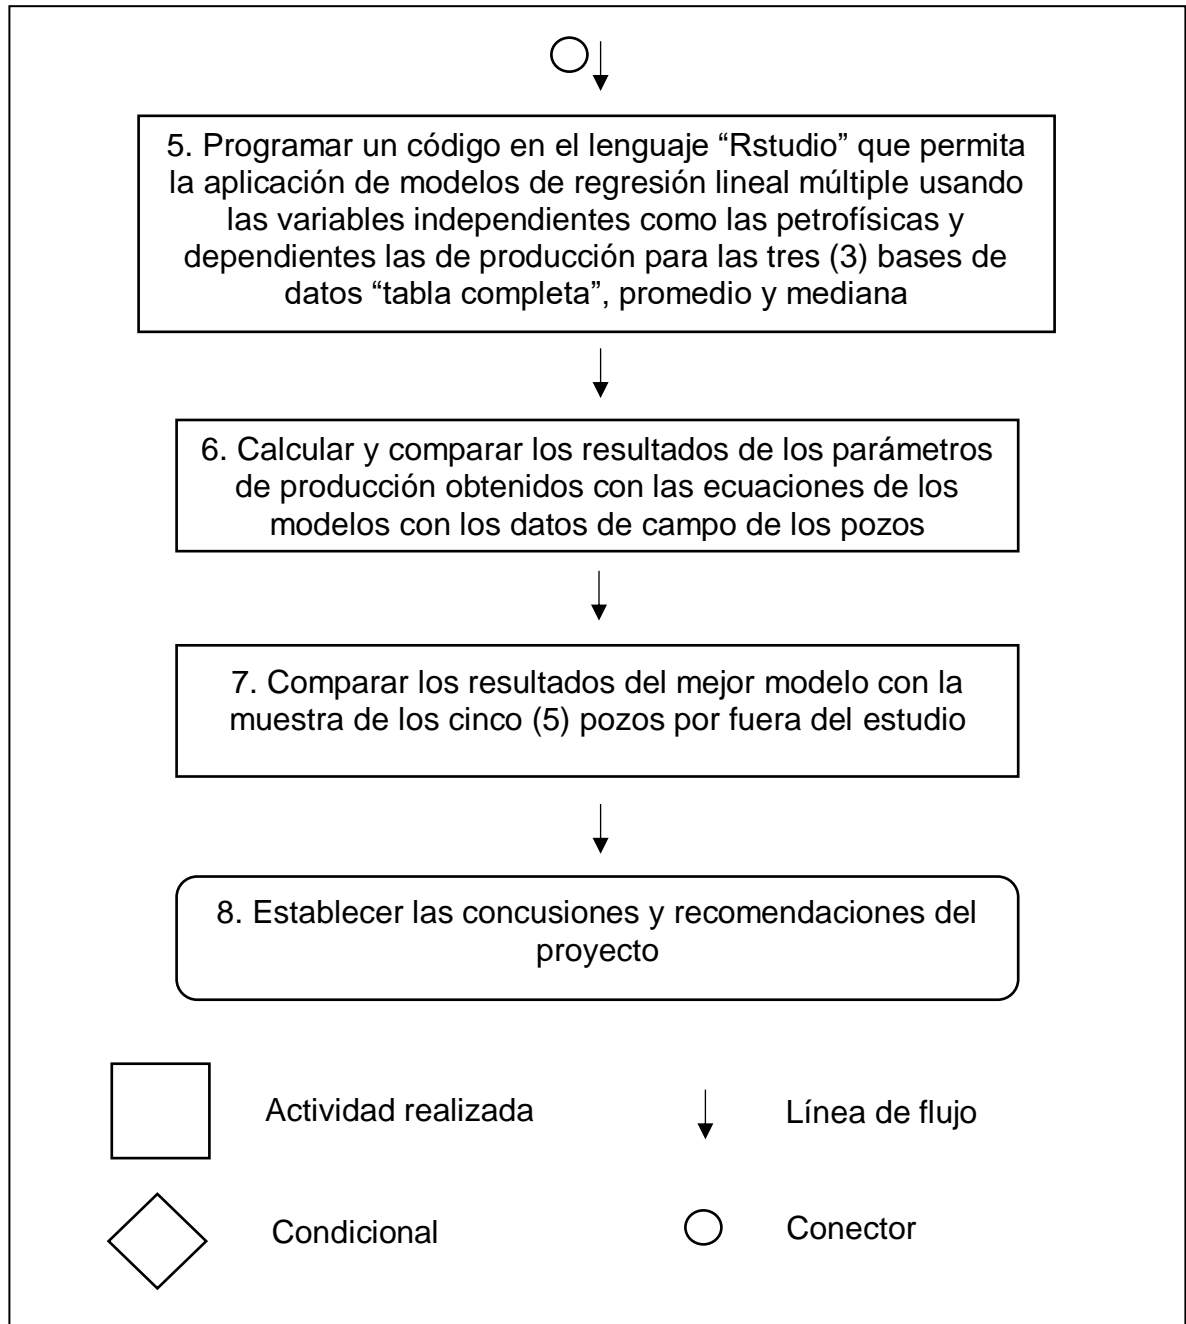 5. Programar un código en el lenguaje “Rstudio” que permita
la aplicación de modelos de regresión lineal múltiple usando
las variables independientes como las petrofísicas y
dependientes las de producción para las tres (3) bases de
datos “tabla completa”, promedio y mediana
6. Calcular y comparar los resultados de los parámetros
de producción obtenidos con las ecuaciones de los
modelos con los datos de campo de los pozos
7. Comparar los resultados del mejor modelo con la
muestra de los cinco (5) pozos por fuera del estudio
8. Establecer las concusiones y recomendaciones del
proyecto
Actividad realizada
Línea de flujo
Condicional
Conector